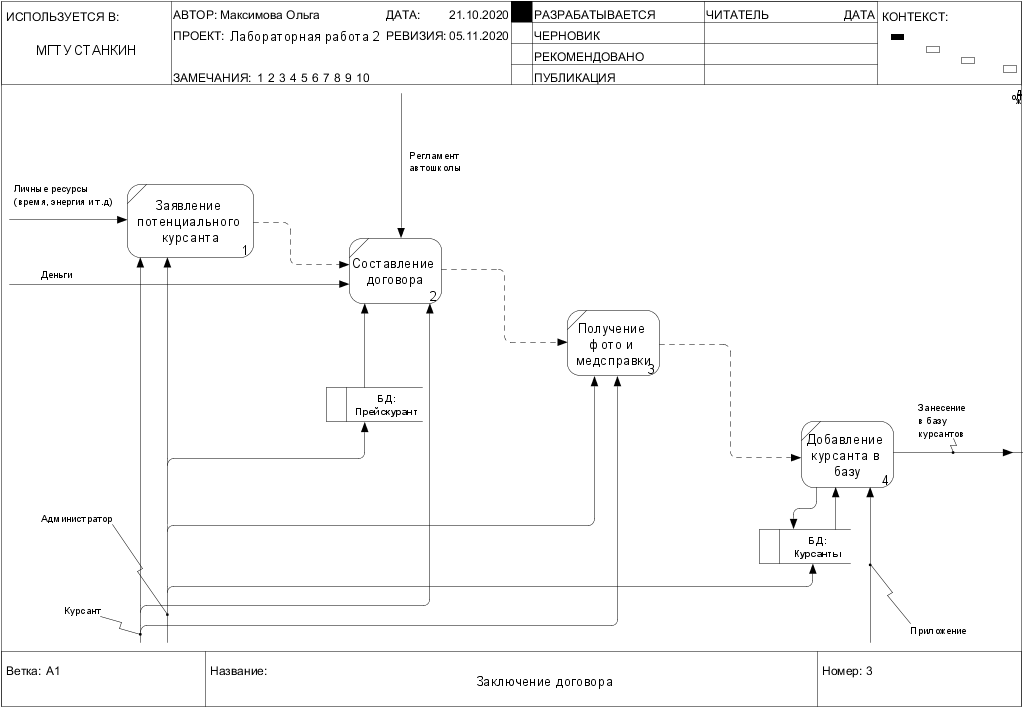 ИСПОЛЬЗУЕТСЯ В:
МГТУ СТАНКИН
АВТОР: Максимова Ольга
ДАТА: 21.10.2020
ПРОЕКТ: Лабораторная работа 2
РЕВИЗИЯ: 05.11.2020
ЗАМЕЧАНИЯ: 1 2 3 4 5 6 7 8 9 10
РАЗРАБАТЫВАЕТСЯ
ЧЕРНОВИК
РЕКОМЕНДОВАНО
ПУБЛИКАЦИЯ
ЧИТАТЕЛЬ
ДАТА
КОНТЕКСТ:
Регламент
автошколы
Личные ресурсы
(время, энергия и т.д)
Заявление
потенциального
курсанта
1
Деньги
Составление
договора
2
Получение
фото и
медсправки
3
БД:
Прейскурант
Занесение
в базу
курсантов
Добавление
курсанта в
базу
4
Администратор
БД:
Курсанты
Курсант
Приложение
Ветка: A1
Название:
Заключение договора
Номер: 3